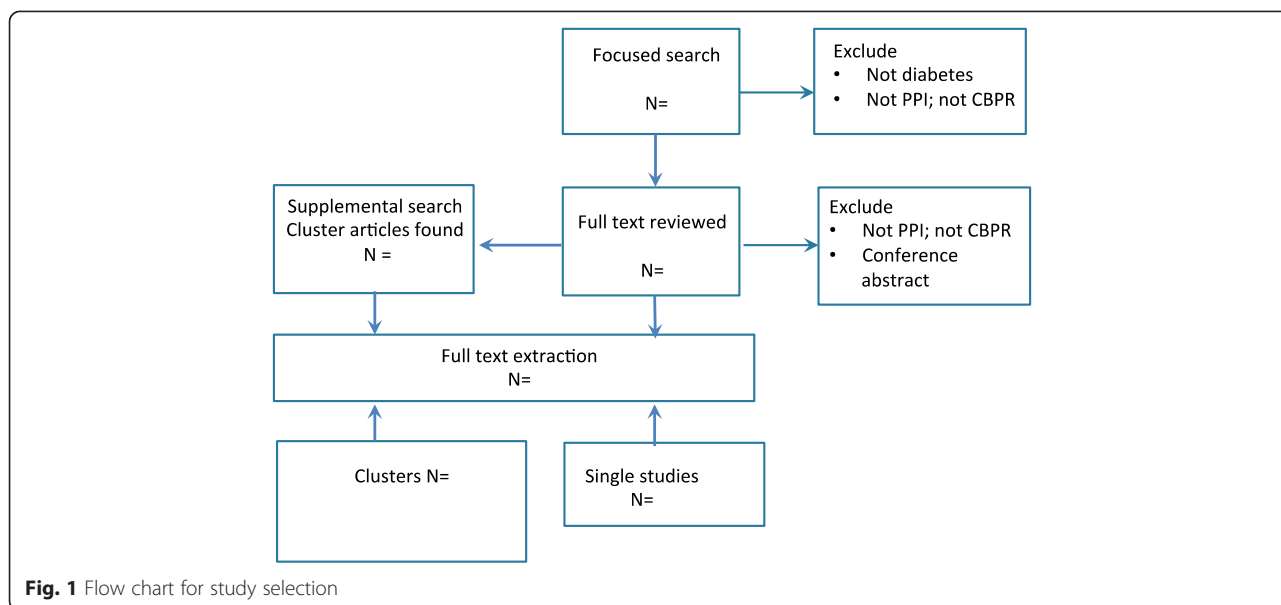 Focused search
N=
Exclude
• Not diabetes
• Not PPI; not CBPR
Supplemental search
Cluster articles found
N =
Full text reviewed
N=
Exclude
• Not PPI; not CBPR
• Conference
abstract
Full text extraction
N=
Clusters N=
Single studies
N=
Fig. 1 Flow chart for study selection